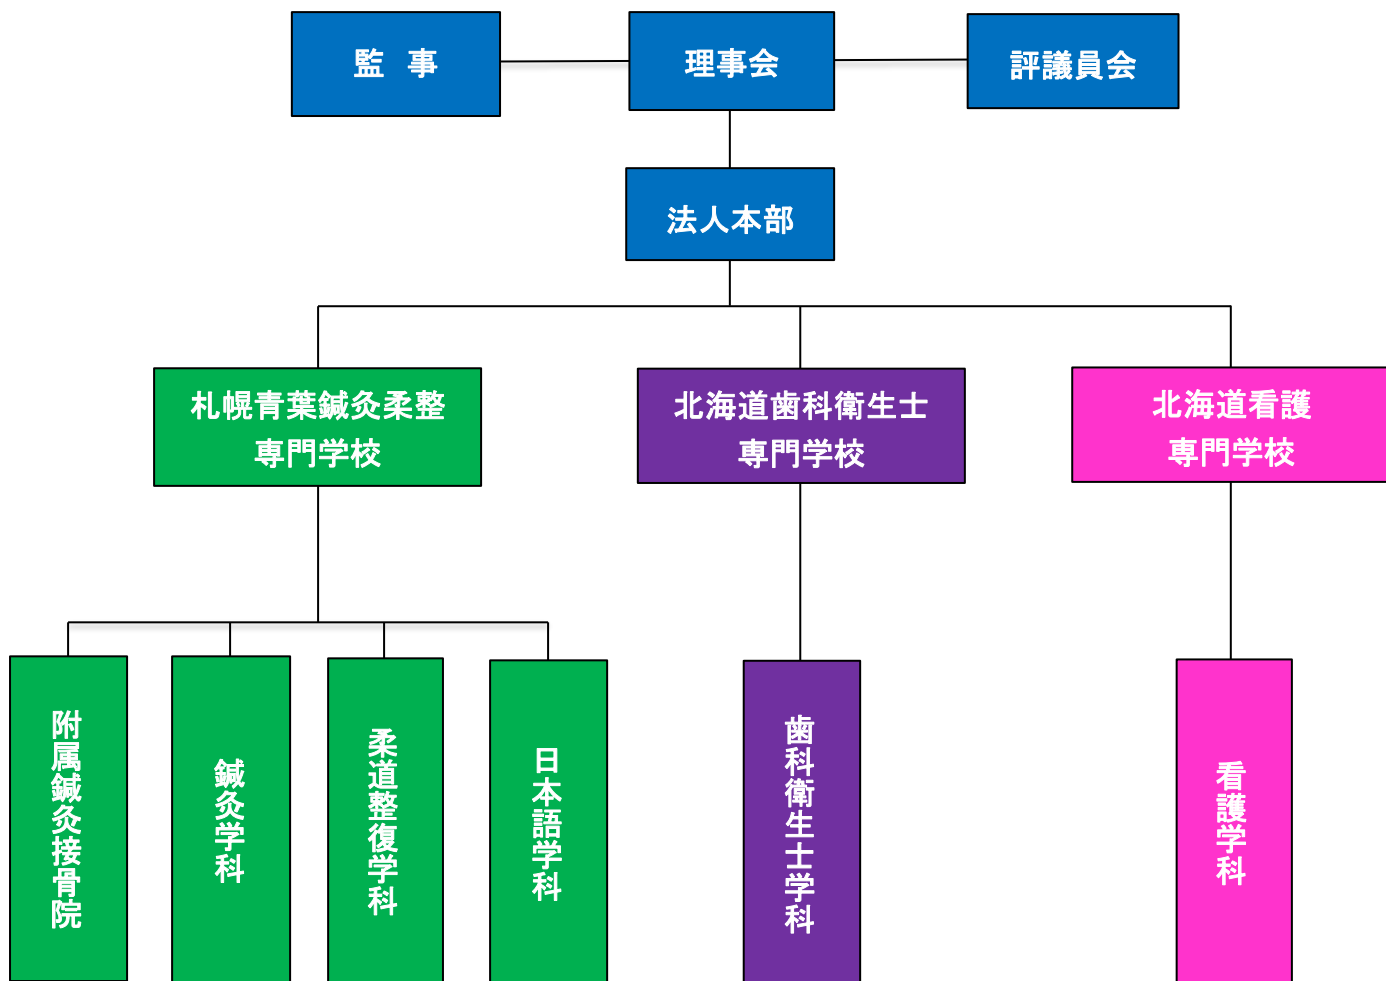 監　事
理事会
評議員会
法人本部
札幌青葉鍼灸柔整
専門学校
北海道歯科衛生士
専門学校
北海道看護
専門学校
附属鍼灸接骨院
鍼灸学科
柔道整復学科
日本語学科
歯科衛生士学科
看護学科